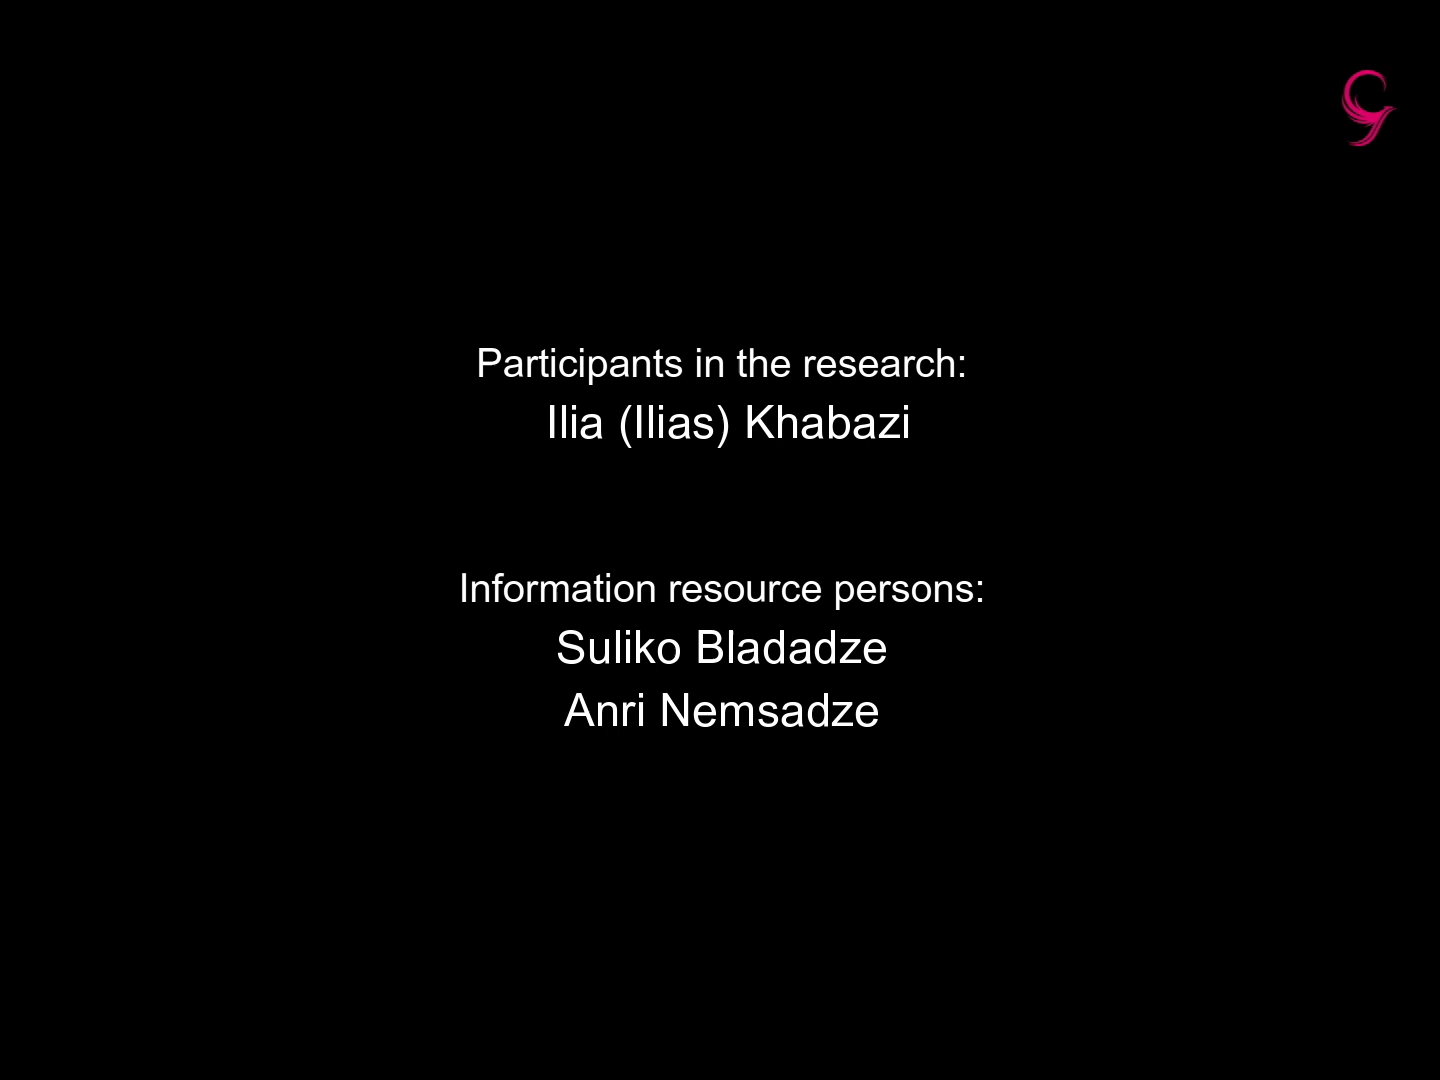 Participants in the research:
Ilia (Ilias) Khabazi
Information resource persons:
Suliko Bladadze
Anri Nemsadze